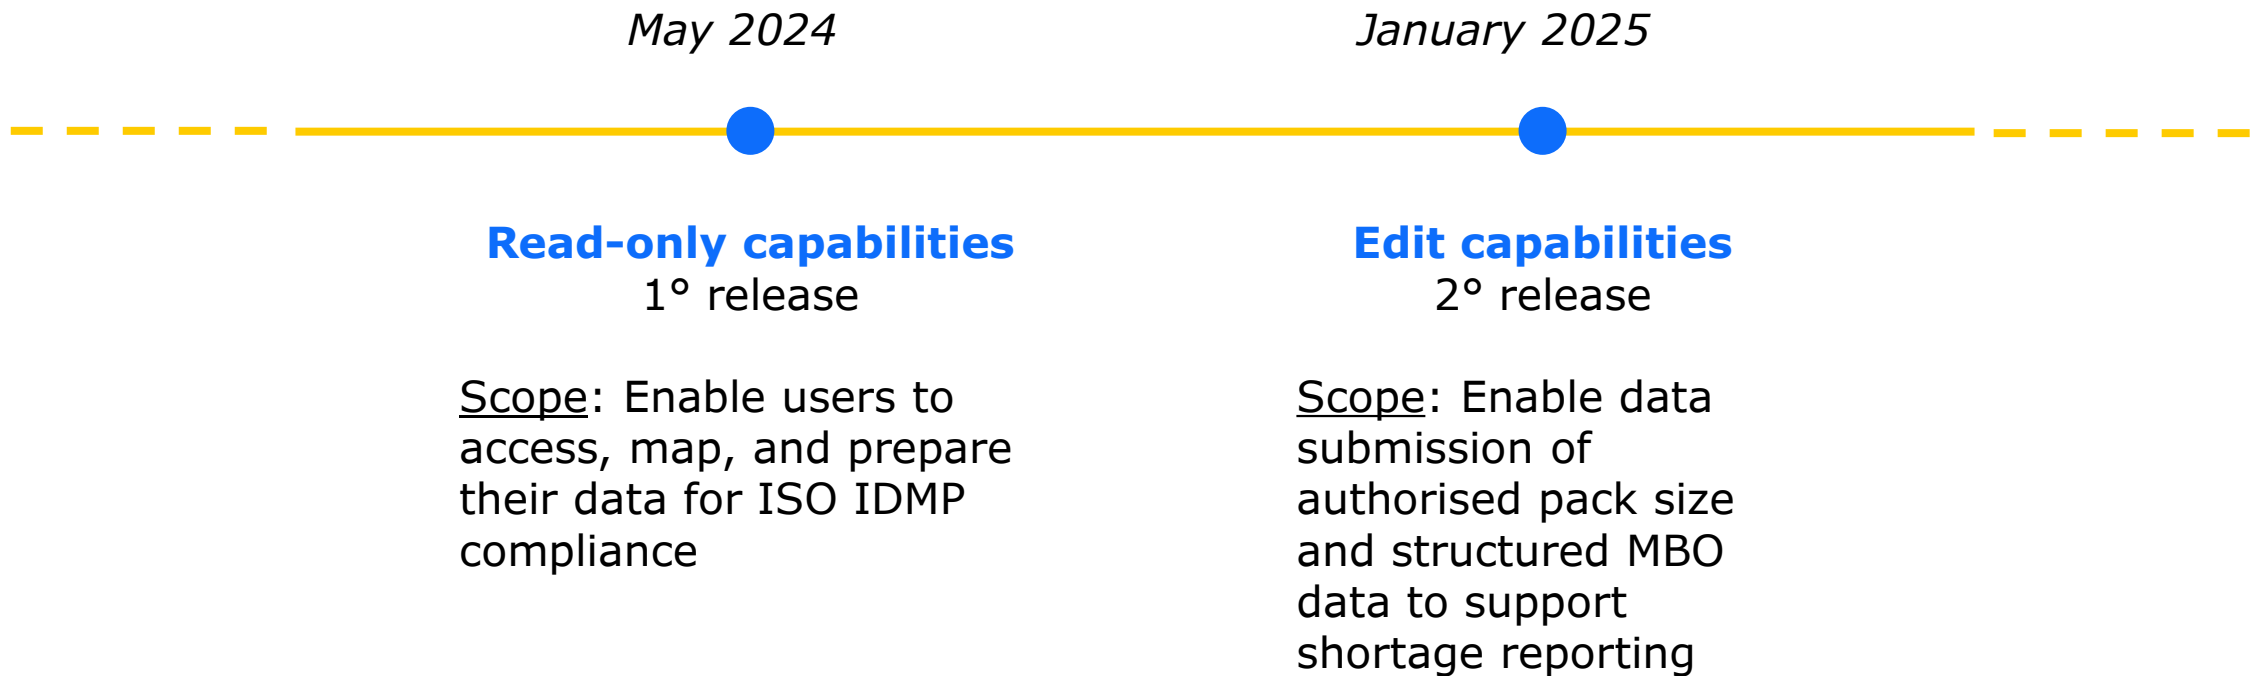 May 2024
January 2025
Read-only capabilities
1° release
Scope: Enable users to
access, map, and prepare
their data for ISO IDMP
compliance
Edit capabilities
2° release
Scope: Enable data
submission of
authorised pack size
and structured MBO
data to support
shortage reporting